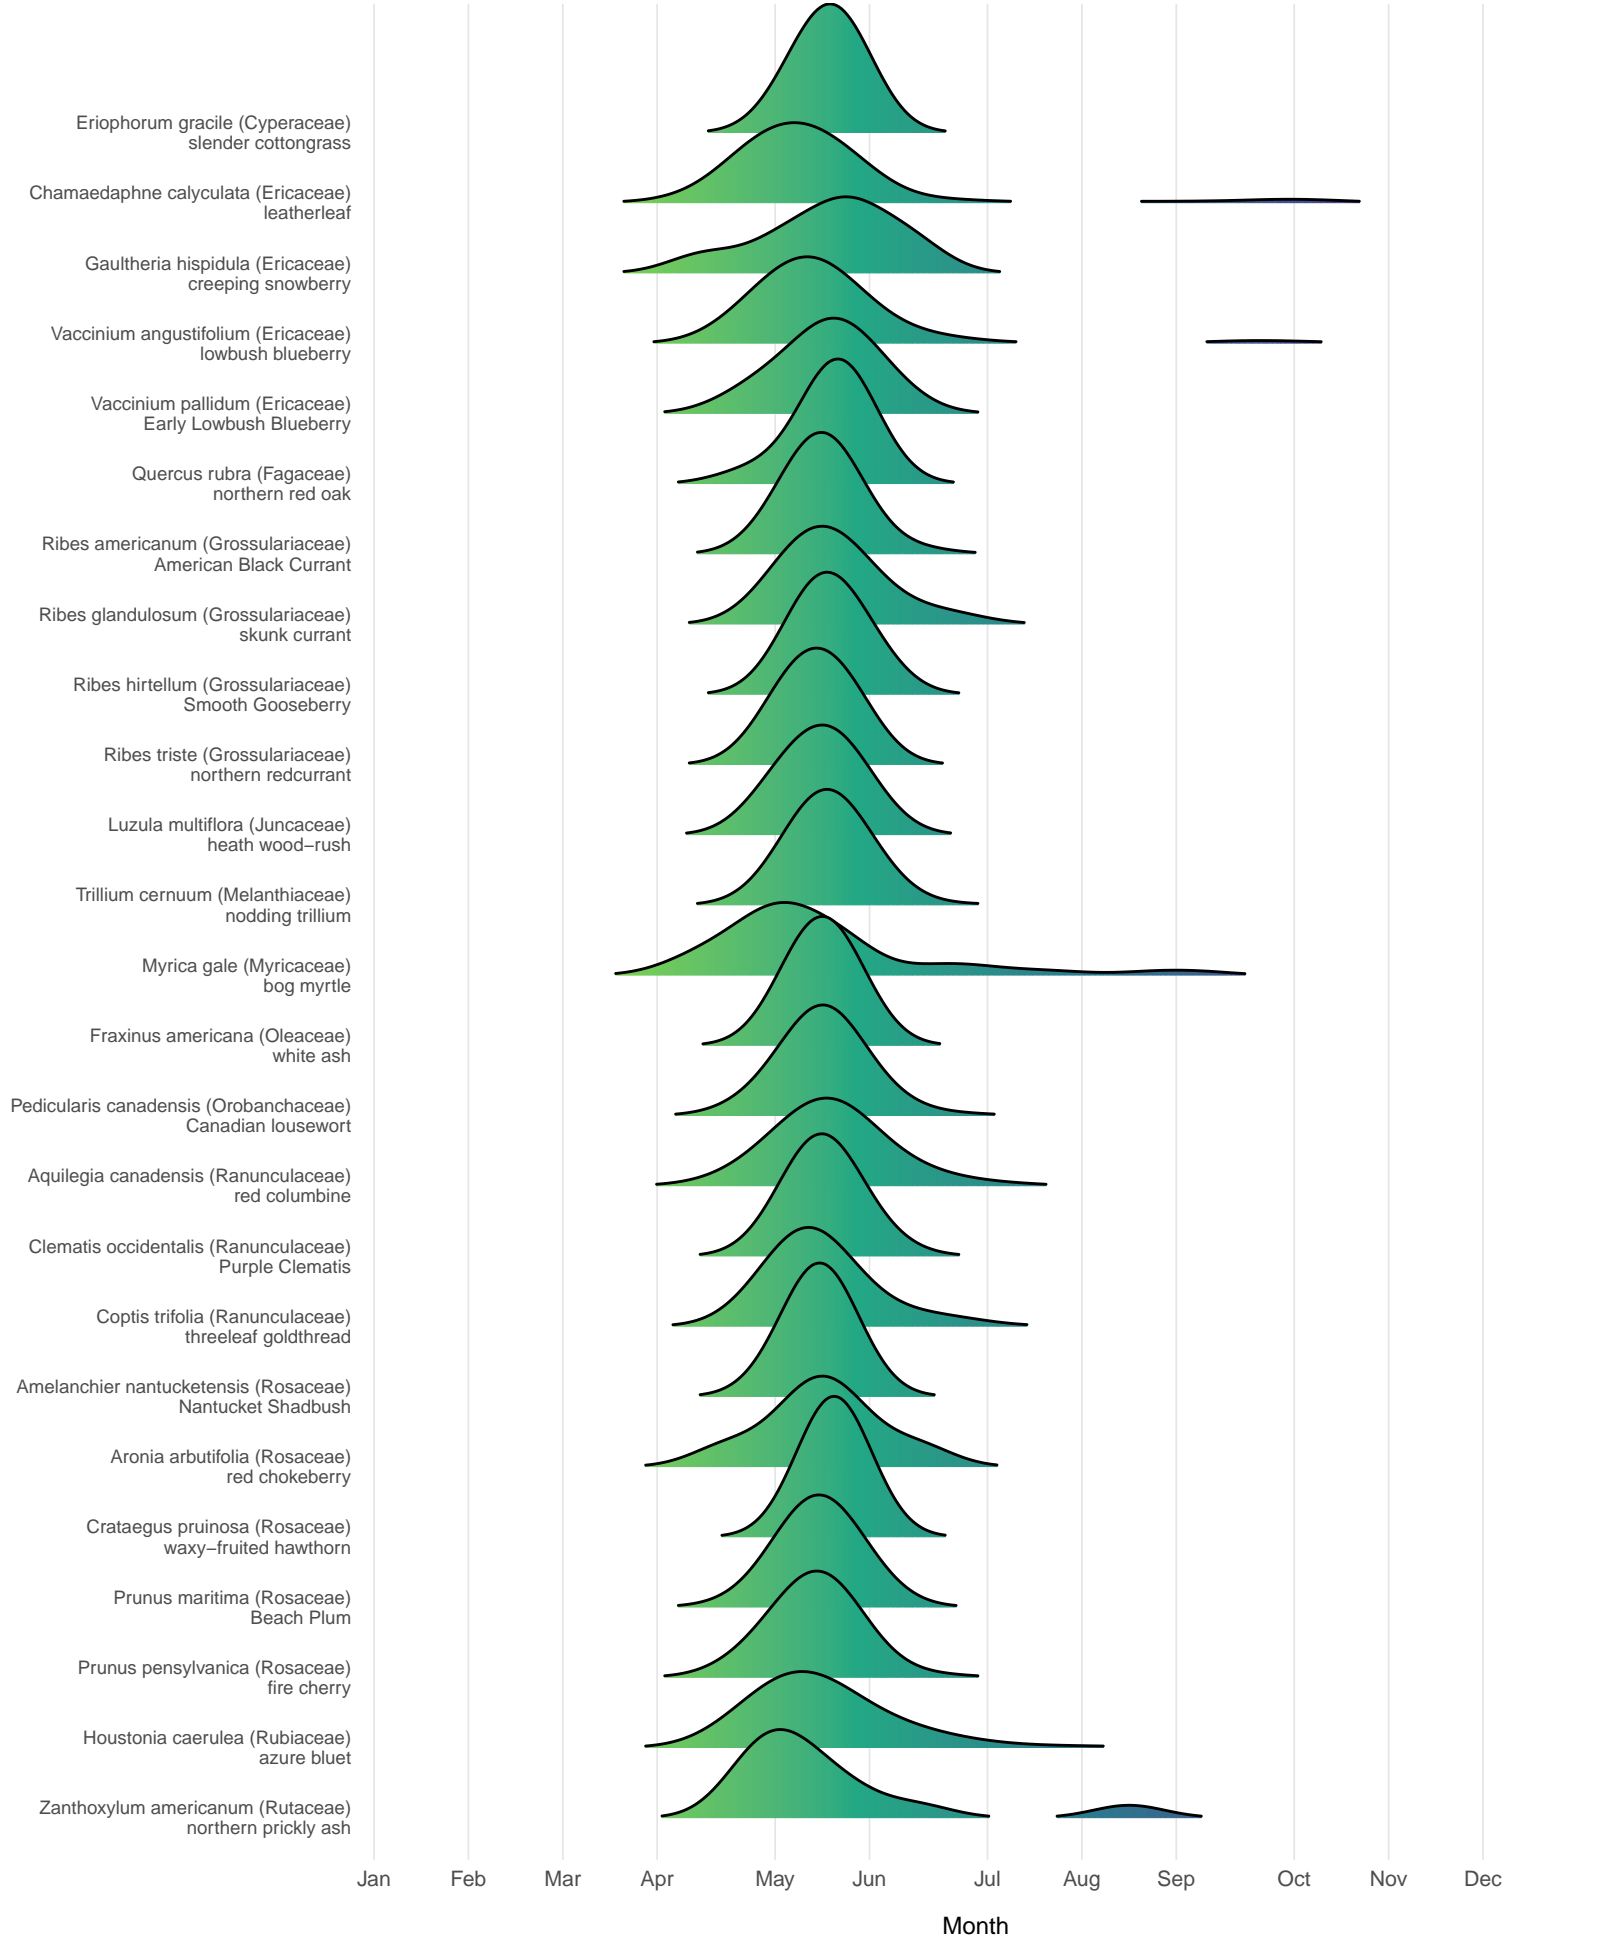 Eriophorum gracile (Cyperaceae)
slender cottongrass
Chamaedaphne calyculata (Ericaceae)
leatherleaf
Gaultheria hispidula (Ericaceae)
creeping snowberry
Vaccinium angustifolium (Ericaceae)
lowbush blueberry
Vaccinium pallidum (Ericaceae)
Early Lowbush Blueberry
Quercus rubra (Fagaceae)
northern red oak
Ribes americanum (Grossulariaceae)
American Black Currant
Ribes glandulosum (Grossulariaceae)
skunk currant
Ribes hirtellum (Grossulariaceae)
Smooth Gooseberry
Ribes triste (Grossulariaceae)
northern redcurrant
Luzula multiflora (Juncaceae)
heath wood−rush
Trillium cernuum (Melanthiaceae)
nodding trillium
Myrica gale (Myricaceae)
bog myrtle
Fraxinus americana (Oleaceae)
white ash
Pedicularis canadensis (Orobanchaceae)
Canadian lousewort
Aquilegia canadensis (Ranunculaceae)
red columbine
Clematis occidentalis (Ranunculaceae)
Purple Clematis
Coptis trifolia (Ranunculaceae)
threeleaf goldthread
Amelanchier nantucketensis (Rosaceae)
Nantucket Shadbush
Aronia arbutifolia (Rosaceae)
red chokeberry
Crataegus pruinosa (Rosaceae)
waxy−fruited hawthorn
Prunus maritima (Rosaceae)
Beach Plum
Prunus pensylvanica (Rosaceae)
fire cherry
Houstonia caerulea (Rubiaceae)
azure bluet
Zanthoxylum americanum (Rutaceae)
northern prickly ash
Jan Feb Mar Apr May Jun Jul Aug Sep Oct Nov Dec
Month